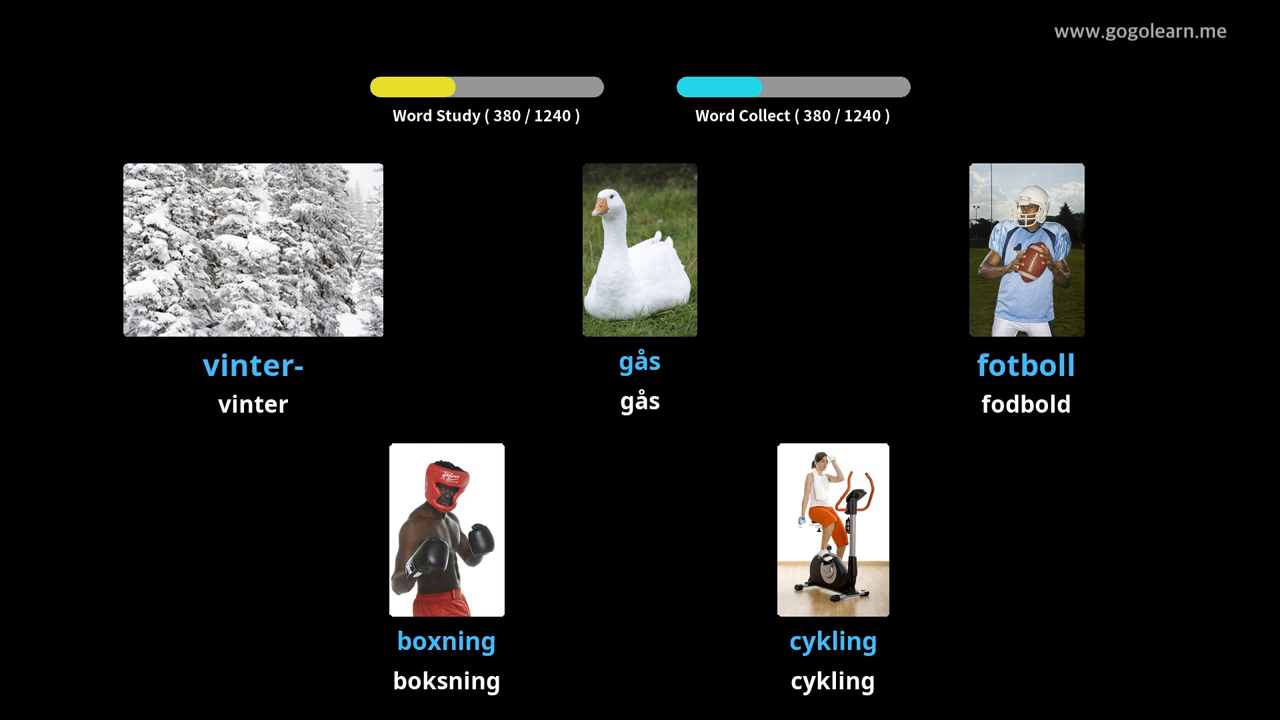 www.gogolearn.me
Word Study ( 380 / 1240 )
Word Collect ( 380 / 1240 )
vinter-
vinter
gås
gås
fotboll
fodbold
boxning
boksning
cykling
cykling